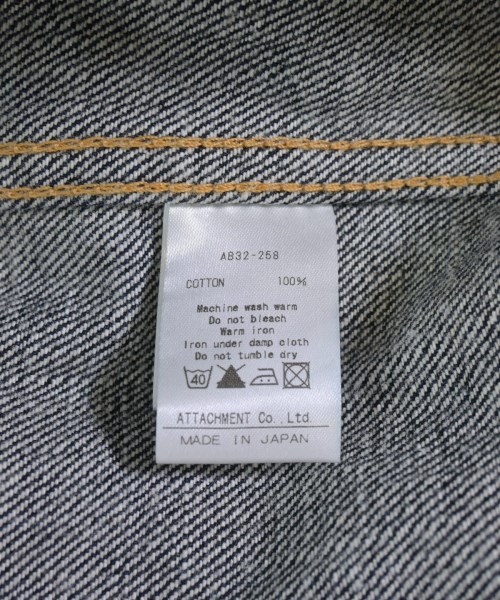 AB32-258
COTTON 100%
Machine wash warm
Do not bleach
Warm iron
Iron under damp cloth
Do not tumble dry
40
ATTACHMENT Co.,Ltd.
MADE IN JAPAN